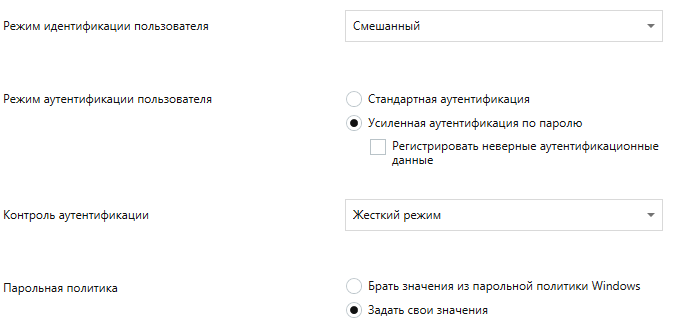 Режим идентификации пользователя
Смешанный
Режим аутентификации пользователя
Стандартная аутентификация
Усиленная аутентификация по паролю
Регистрировать неверные аутентификационные
данные
Контроль аутентификации
Жесткий режим
Парольная политика
Брать значения из парольной политики Windows
Задать свои значения